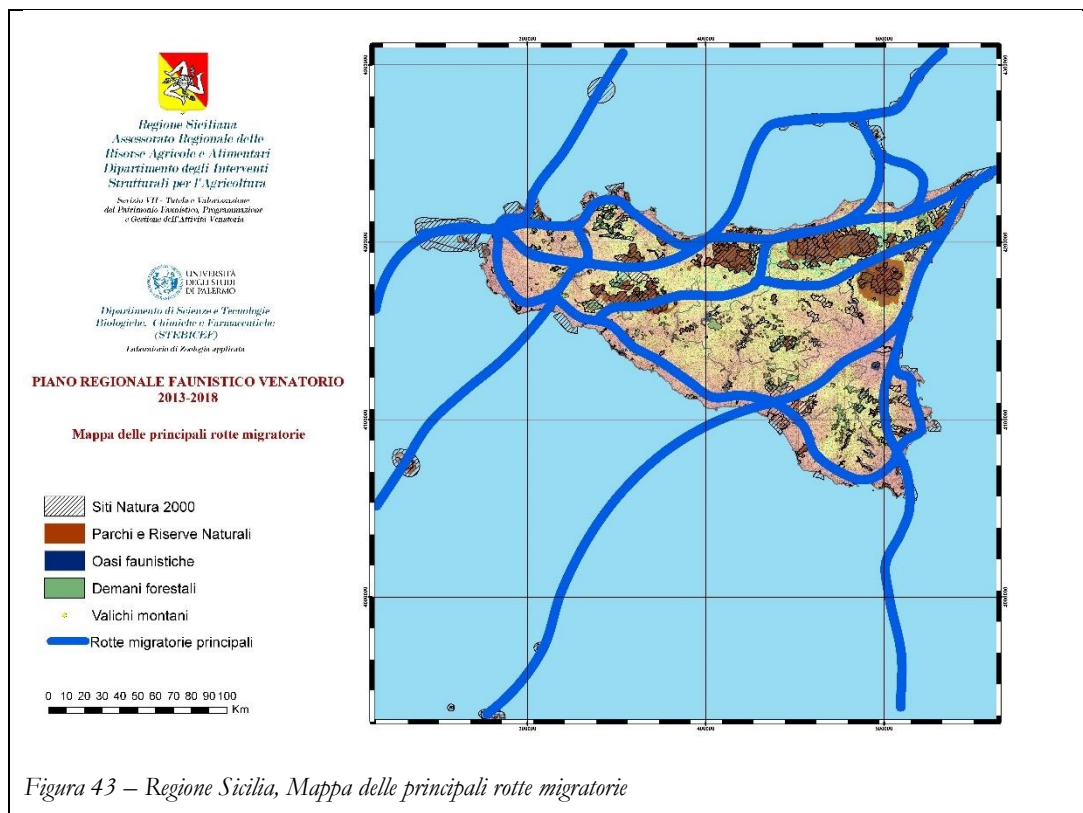 Regione Siciliana
Assessorato Regionale delle
Risorse Agricole e Alimentari
Dipartimento degli Interventi
Strutturali per l'Agricoltura
Servizio VII - Tutela e Valorizzazione
del Patrimonio Faunistico, Programmazione
e Gestione dell'Attività Venatoria
UNIVERSITÀ
DEGLI STUDI
DI PALERMO
Dipartimento di Scienze e Tecnologie
Biologiche, Chimiche e Farmaceutiche
(STEBICEF)
Laboratorio di Zoologia applicata
PIANO REGIONALE FAUNISTICO VENATORIO
2013-2018
Mappa delle principali rotte migratorie
Siti Natura 2000
Parchi e Riserve Naturali
Oasi faunistiche
Demani forestali
Valichi montani
Rotte migratorie principali
0 10 20 30 40 50 60 70 80 90 100
Km
Figura 43 – Regione Sicilia, Mappa delle principali rotte migratorie